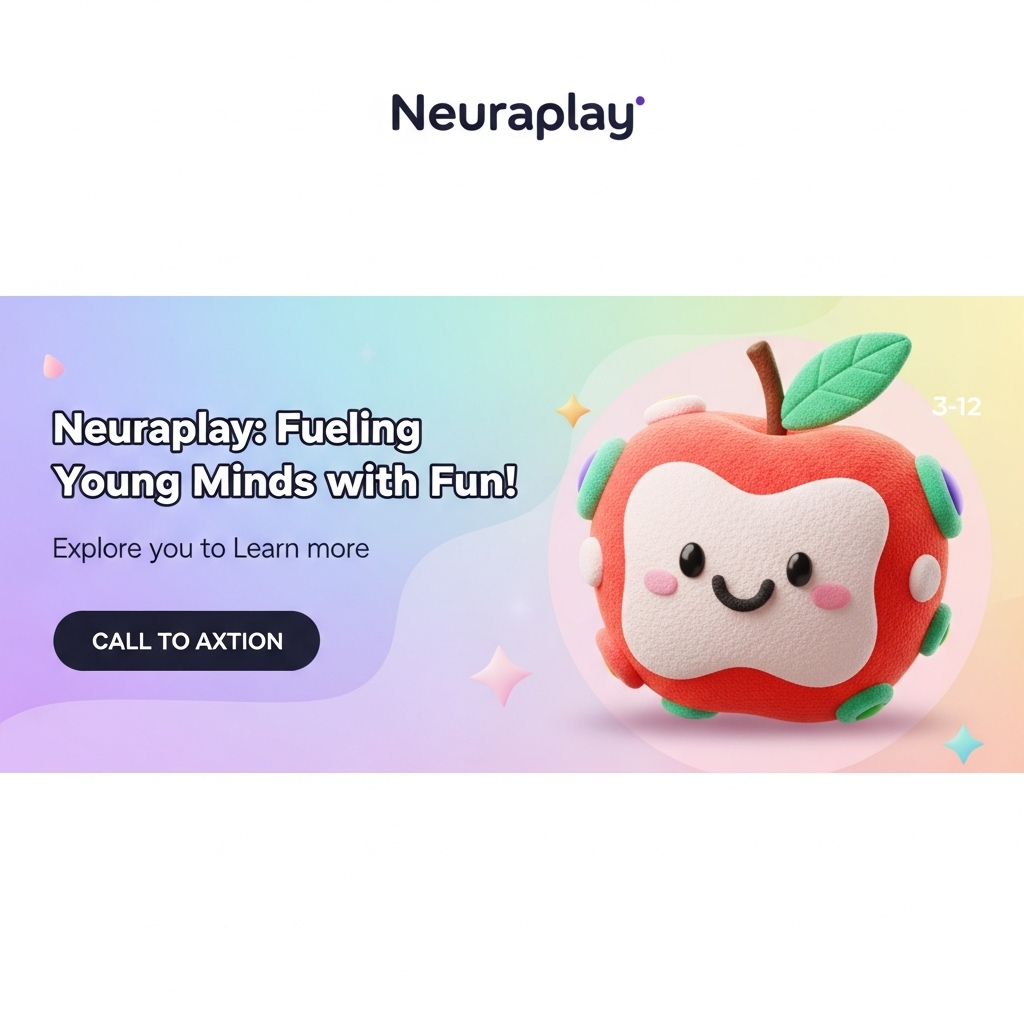 Neuraplay
Neuraplay: Fueling
Young Minds with Fun!
Explore you to Learn more
CALL TO AXTION
3-12